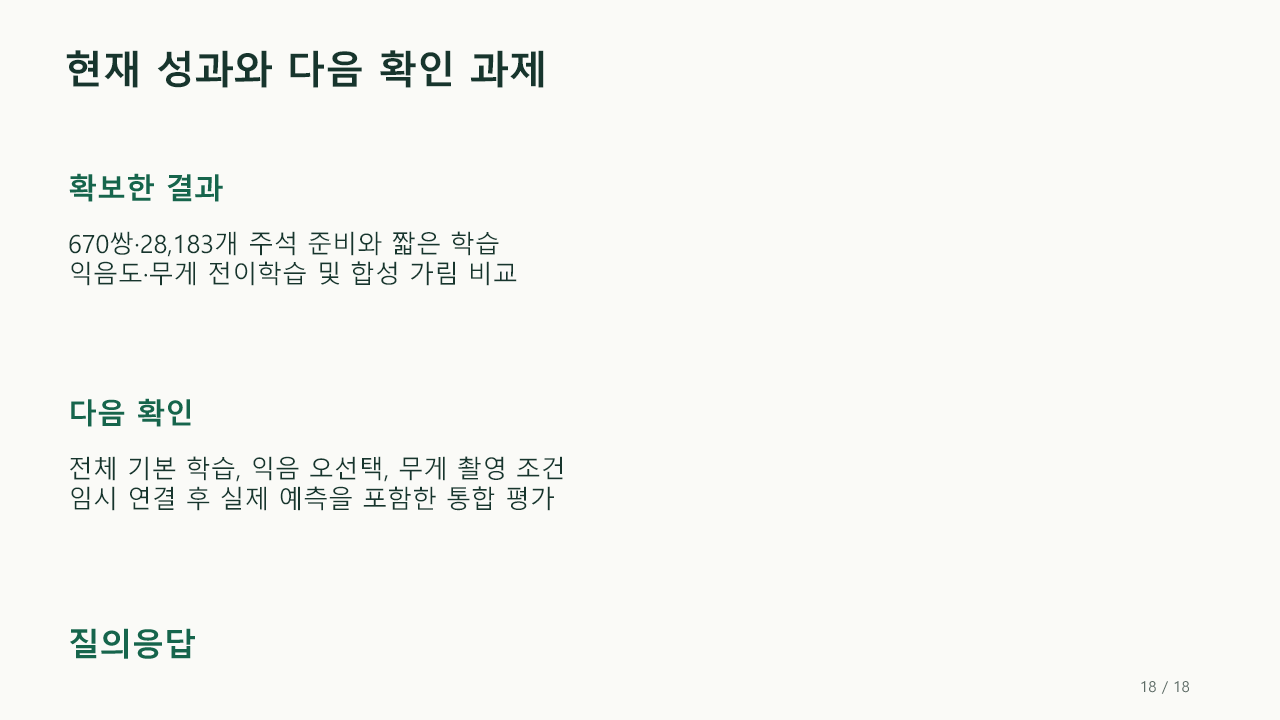 현재 성과와 다음 확인 과제
확보한 결과
670쌍·28,183개 주석 준비와 짧은 학습
익음도·무게 전이학습 및 합성 가림 비교
다음 확인
전체 기본 학습, 익음 오선택, 무게 촬영 조건
임시 연결 후 실제 예측을 포함한 통합 평가
질의응답
18 / 18